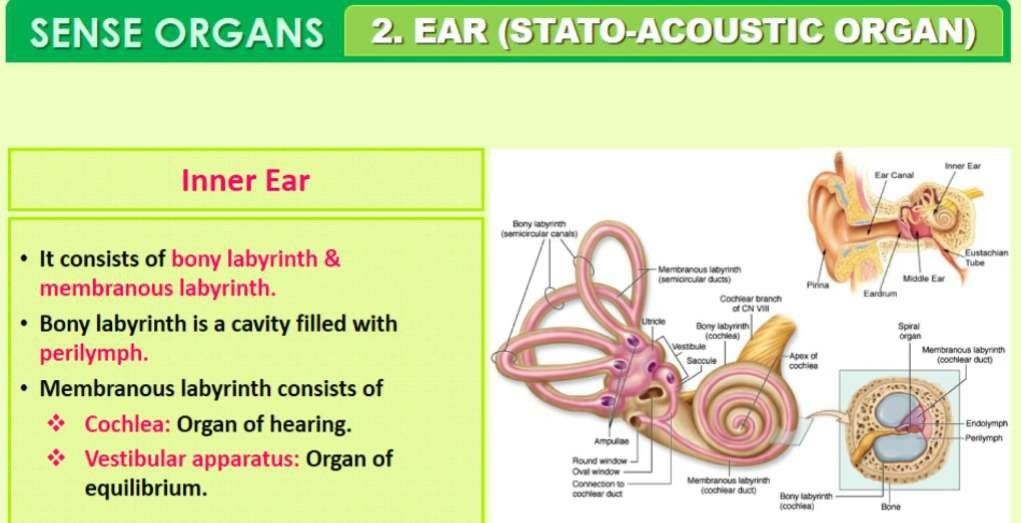 SENSE ORGANS
2. EAR (STATO-ACOUSTIC ORGAN)
Inner Ear
• It consists of bony labyrinth &
membranous labyrinth.
• Bony labyrinth is a cavity filled with
perilymph.
• Membranous labyrinth consists of
❖ Cochlea: Organ of hearing.
❖ Vestibular apparatus: Organ of
equilibrium.
Bony labyrinth
(semicircular canals)
Membranous labyrinth
(semicircular ducts)
Utricle
Cochlear branch
of CN VIII
Bony labyrinth
(cochlea)
Vestibule
Saccule
Apex of
cochlea
Ampullae
Round window
Oval window
Connection to
cochlear duct
Membranous labyrinth
(cochlear duct)
Inner Ear
Ear Canal
Eustachian
Tube
Middle Ear
Pinna
Eardrum
Spiral
organ
Membranous labyrinth
(cochlear duct)
Endolymph
Perilymph
Bony labyrinth
(cochlea)
Bone